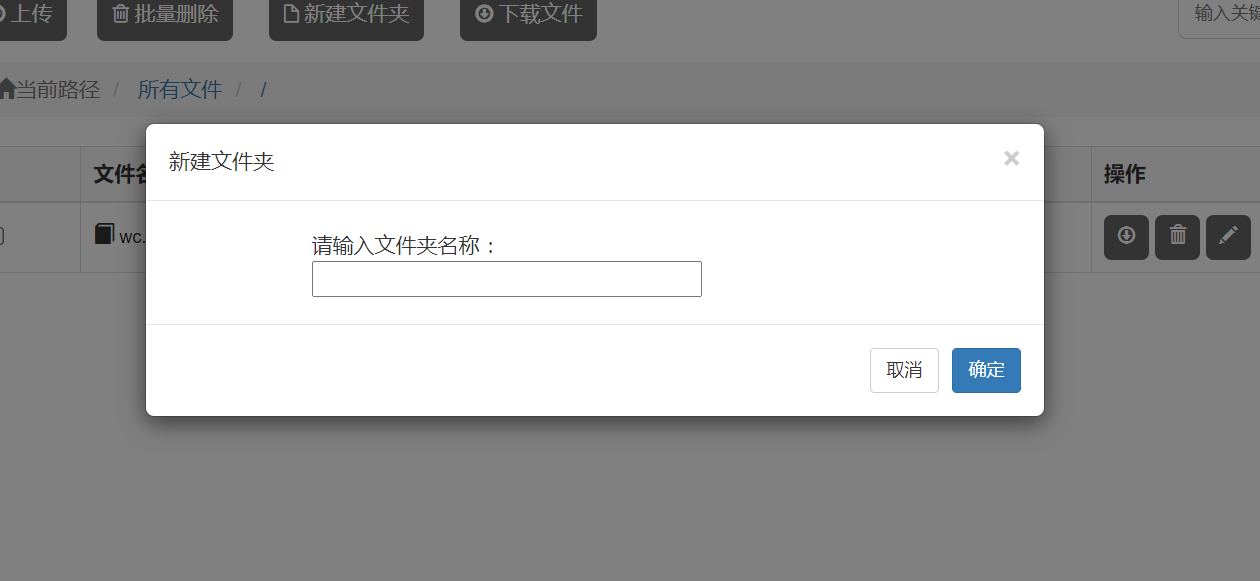 上传 批量删除 新建文件夹 下载文件 输入关键
当前路径 / 所有文件 / /
新建文件夹 ×
文件名 操作
wc.
请输入文件夹名称：
取消 确定